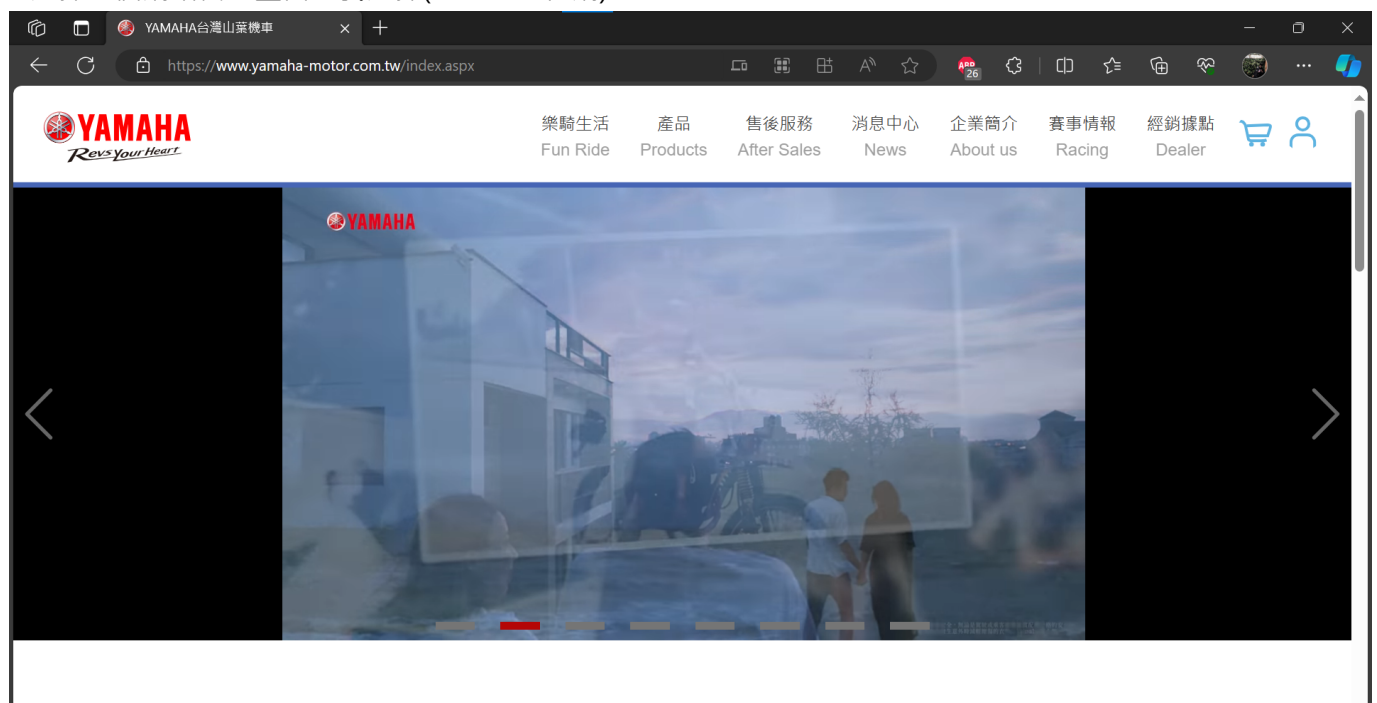 YAMAHA台灣山葉機車
https://www.yamaha-motor.com.tw/index.aspx
ABP
26
YAMAHA
Revs Your Heart
樂騎生活 產品 售後服務 消息中心 企業簡介 賽事情報 經銷據點
Fun Ride Products After Sales News About us Racing Dealer
YAMAHA